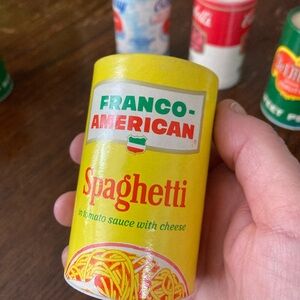 FRANCO-
AMERICAN
Spaghetti
in tomato sauce with cheese